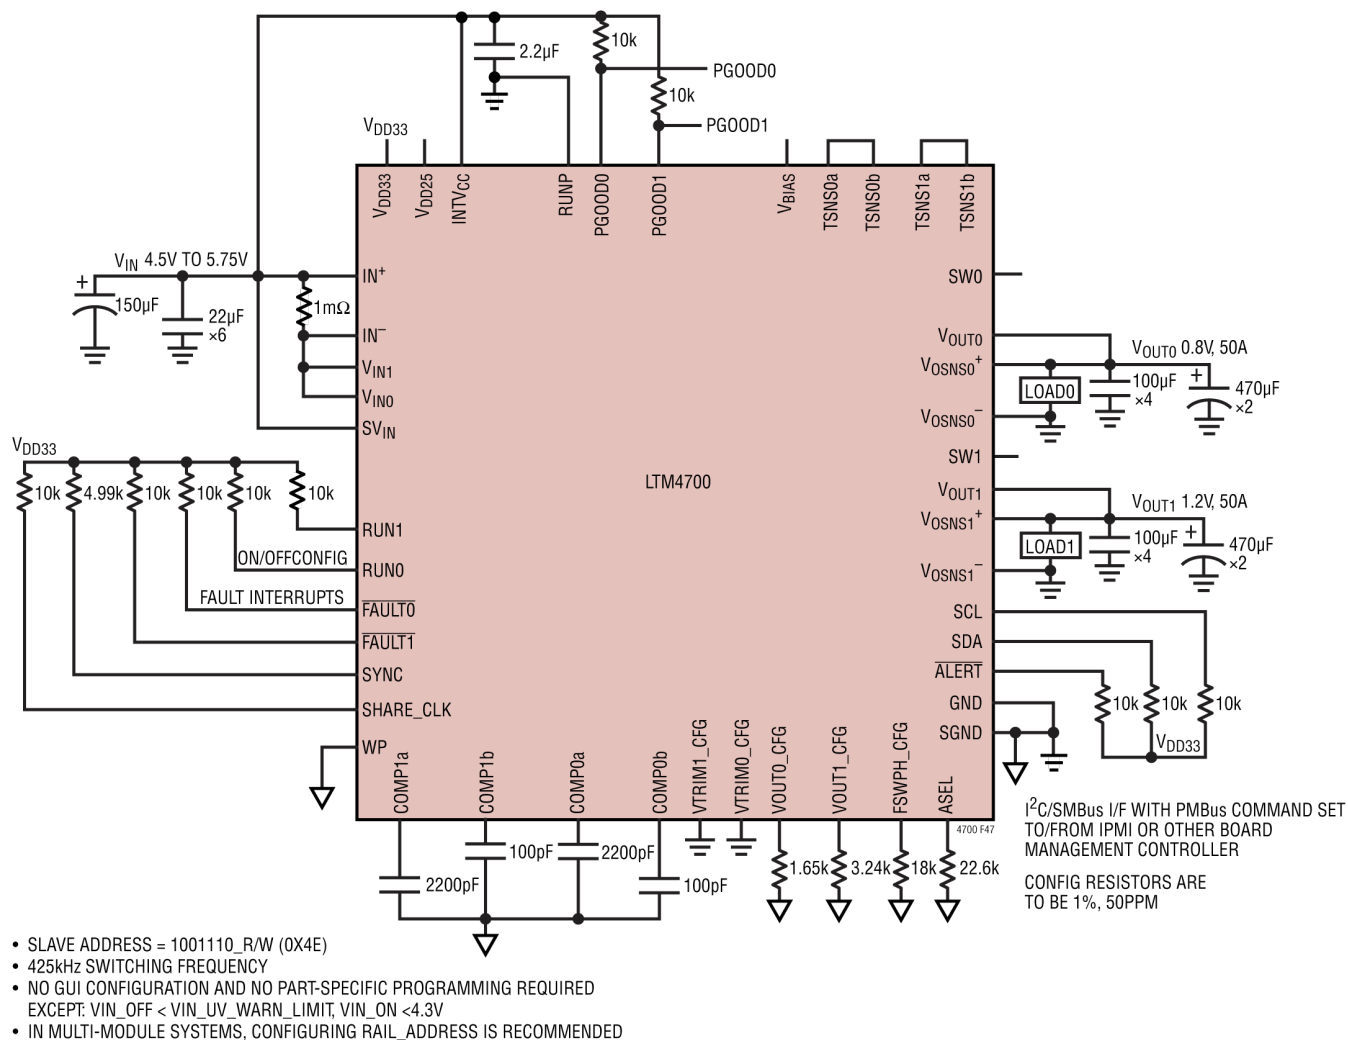 2.2µF
10k
PGOOD0
10k
PGOOD1
VDD33
VDD33
VDD25
INTVCC
RUNP
PGOOD0
PGOOD1
VBIAS
TSNS0a
TSNS0b
TSNS1a
TSNS1b
VIN 4.5V TO 5.75V
+
150µF
22µF
×6
1mΩ
IN+
IN−
VIN1
VIN0
SVIN
VDD33
10k
4.99k
10k
10k
10k
10k
RUN1
ON/OFFCONFIG
RUN0
FAULT INTERRUPTS
FAULT0
FAULT1
SYNC
SHARE_CLK
WP
LTM4700
SW0
VOUT0
VOSNS0+
VOSNS0−
LOAD0
VOUT0 0.8V, 50A
100µF
×4
+
470µF
×2
SW1
VOUT1
VOSNS1+
VOSNS1−
LOAD1
VOUT1 1.2V, 50A
100µF
×4
+
470µF
×2
SCL
SDA
ALERT
GND
SGND
10k
10k
10k
VDD33
COMP1a
COMP1b
COMP0a
COMP0b
VTRIM1_CFG
VTRIM0_CFG
VOUT0_CFG
VOUT1_CFG
FSWPH_CFG
ASEL
4700 F47
2200pF
100pF
2200pF
100pF
1.65k
3.24k
18k
22.6k
I2C/SMBus I/F WITH PMBus COMMAND SET
TO/FROM IPMI OR OTHER BOARD
MANAGEMENT CONTROLLER
CONFIG RESISTORS ARE
TO BE 1%, 50PPM
• SLAVE ADDRESS = 1001110_R/W (0X4E)
• 425kHz SWITCHING FREQUENCY
• NO GUI CONFIGURATION AND NO PART-SPECIFIC PROGRAMMING REQUIRED
EXCEPT: VIN_OFF < VIN_UV_WARN_LIMIT, VIN_ON <4.3V
• IN MULTI-MODULE SYSTEMS, CONFIGURING RAIL_ADDRESS IS RECOMMENDED